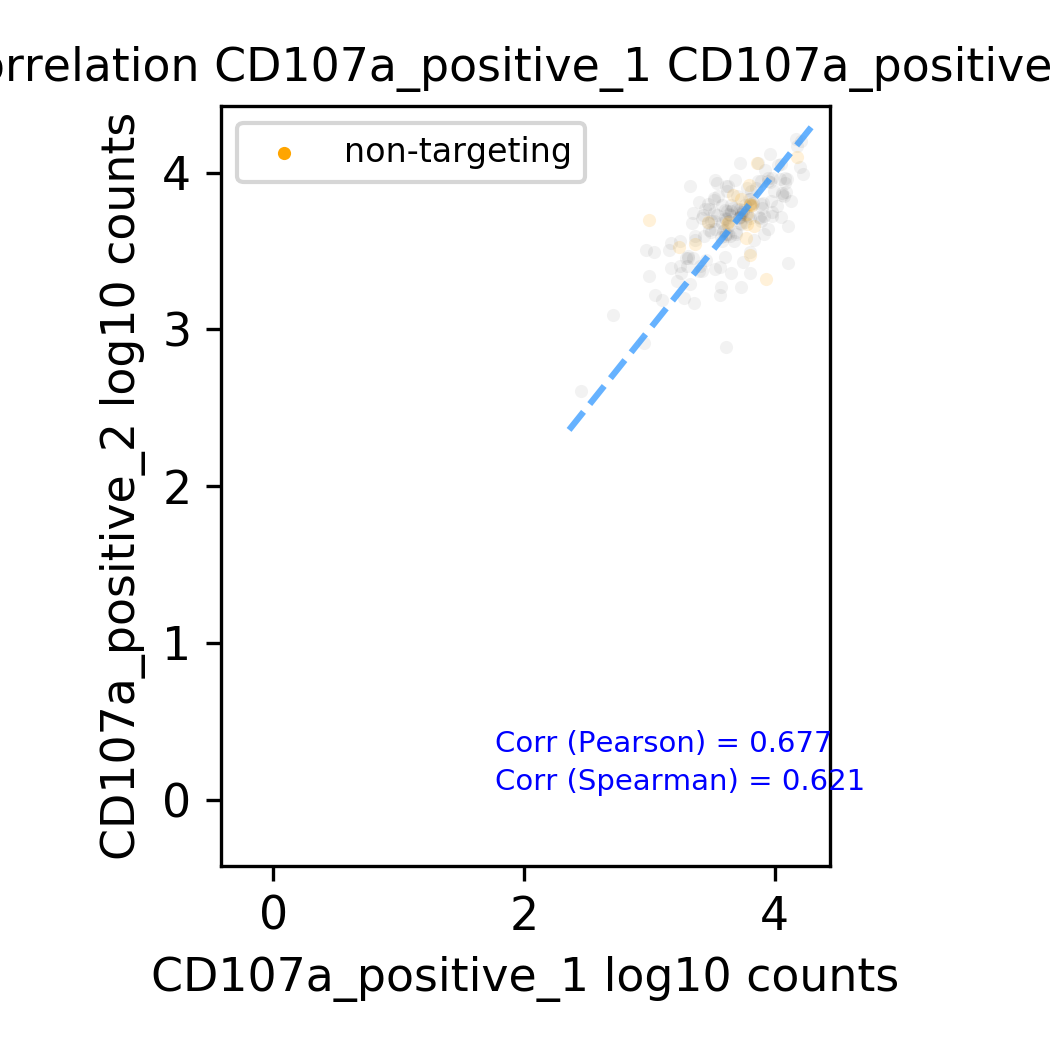 orrelation CD107a_positive_1 CD107a_positive
non-targeting
CD107a_positive_2 log10 counts
4
3
2
1
0
Corr (Pearson) = 0.677
Corr (Spearman) = 0.621
0 2 4
CD107a_positive_1 log10 counts